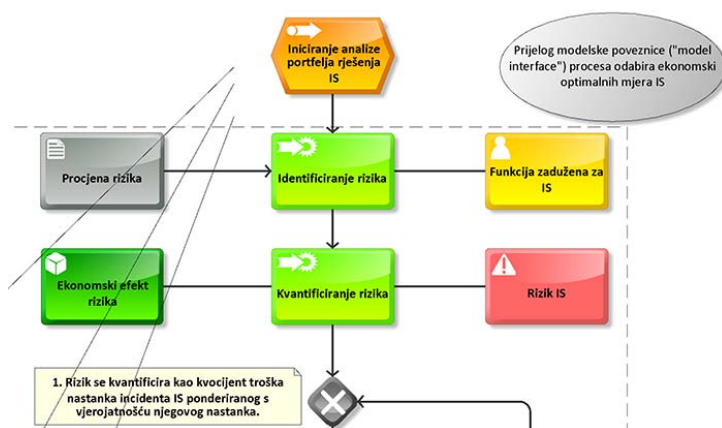 Iniciranje analize
portfelja rješenja
IS
Prijelog modelske poveznice ("model
interface") procesa odabira ekonomski
optimalnih mjera IS
Procjena rizika
Identificiranje rizika
Funkcija zadužena za
IS
Ekonomski efekt
rizika
Kvantificiranje rizika
Rizik IS
1. Rizik se kvantificira kao kvocijent troška
nastanka incidenta IS ponderiranog s
vjerojatnošću njegovog nastanka.